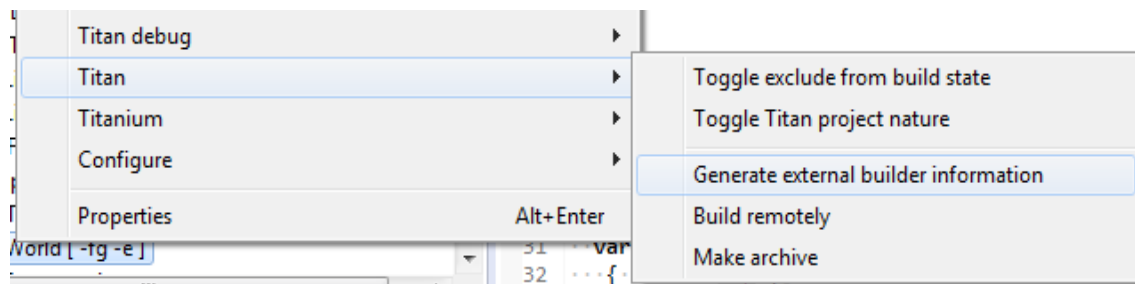 Titan debug
Titan
Titanium
Configure
Properties Alt+Enter
Toggle exclude from build state
Toggle Titan project nature
Generate external builder information
Build remotely
Make archive
World [ -fg -e ]
31 ··var
32 ···{·